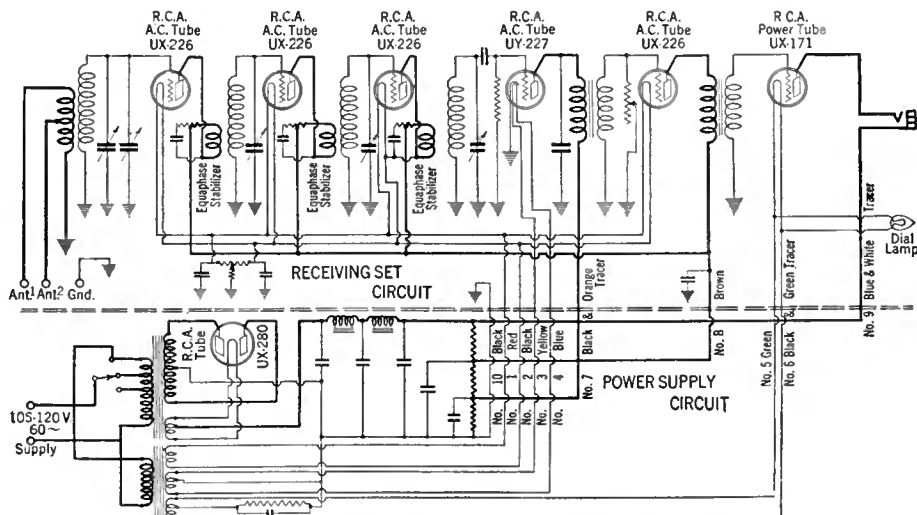 R.C.A.
A.C. Tube
UX-226
R.C.A.
A.C. Tube
UX-226
R.C.A.
A.C. Tube
UX-226
R.C.A.
A.C. Tube
UY-227
R.C.A.
A.C. Tube
UX-226
R.C.A.
Power Tube
UX-171
Equaphase
Stabilizer
Equaphase
Stabilizer
Equaphase
Stabilizer
Ant.1
Ant.2
Gnd.
RECEIVING SET
CIRCUIT
Dial
Lamp
R.C.A.
Tube
UX-280
105-120 V.
60~
Supply
No. 10 Black
No. 1 Red
No. 2 Black
No. 3 Yellow
No. 4 Blue
No. 7 Black & Orange Tracer
No. 8 Brown
No. 5 Green
No. 6 Black & Green Tracer
No. 9 Blue & White Tracer
POWER SUPPLY
CIRCUIT